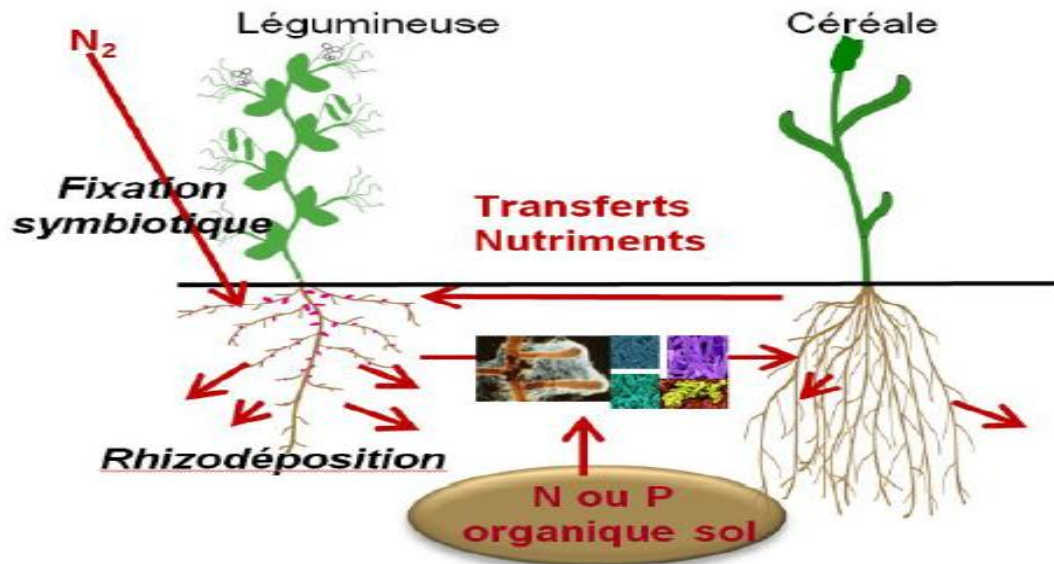 Légumineuse
Céréale
N₂
Fixation
symbiotique
Transferts
Nutriments
Rhizodéposition
N ou P
organique sol